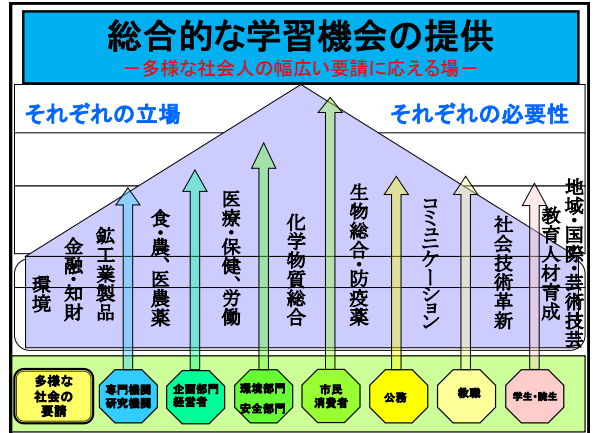 総合的な学習機会の提供
－多様な社会人の幅広い要請に応える場－
それぞれの立場
それぞれの必要性
環境
金融・知財
鉱工業製品
食・農、医農薬
医療・保健、労働
化学物質総合
生物総合・防疫薬
コミュニケーション
社会技術革新
教育人材育成
地域・国際・芸術技芸
多様な
社会の
要請
専門機関
研究機関
企画部門
経営者
環境部門
安全部門
市民
消費者
公務
教職
学生・院生